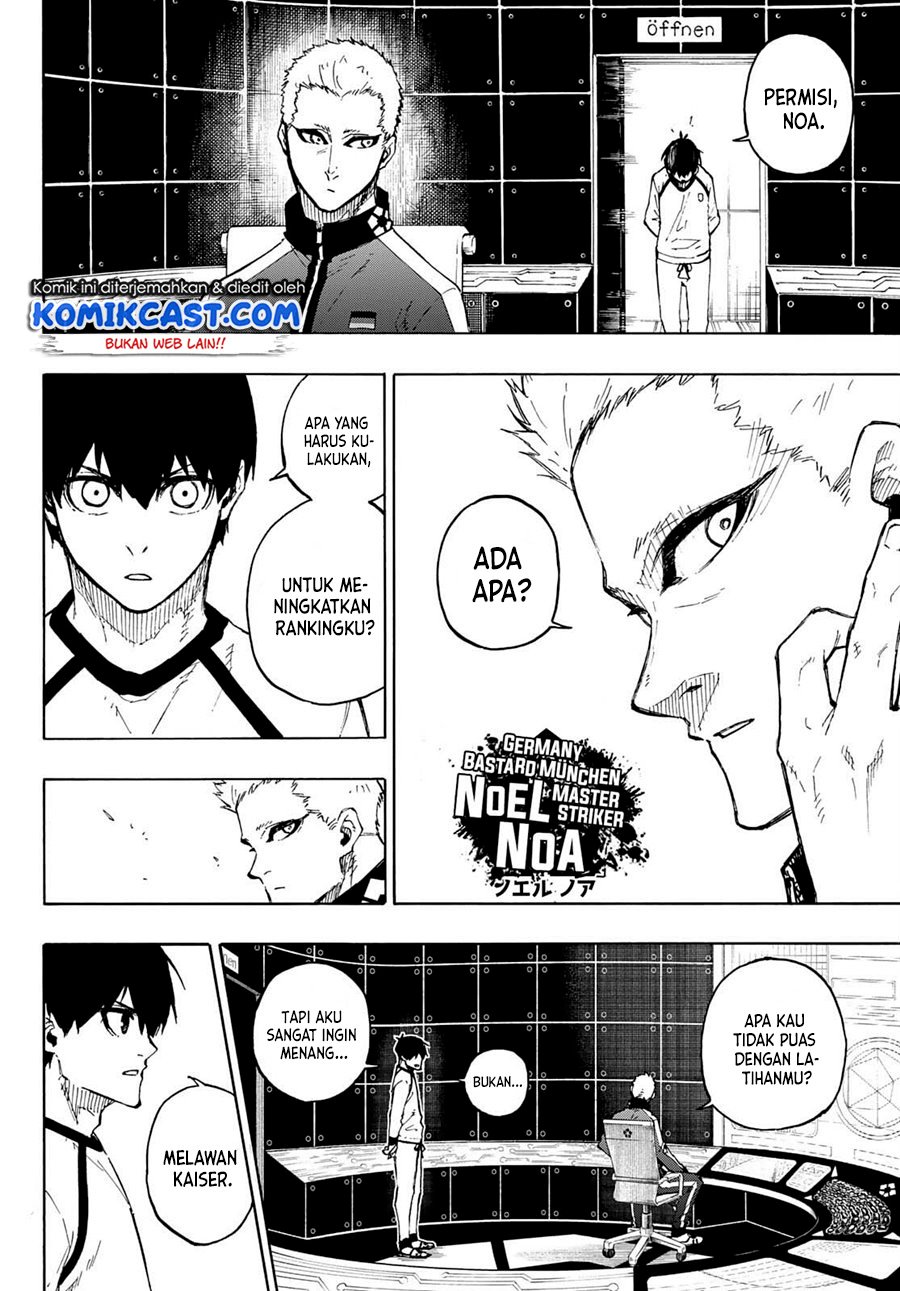 Öffnen
PERMISI,
NOA.
Komik ini diterjemahkan & diedit oleh
KOMIKCAST.COM
BUKAN WEB LAIN!!
ADA
APA?
GERMANY
BASTARD MÜNCHEN
NOEL MASTER
STRIKER
NOA
ノエル ノア
APA YANG
HARUS KU-
LAKUKAN,
UNTUK ME-
NINGKATKAN
RANKINGKU?
APA KAU
TIDAK PUAS
DENGAN LA-
TIHANMU?
BUKAN...
TAPI AKU
SANGAT INGIN
MENANG...
MELAWAN
KAISER.